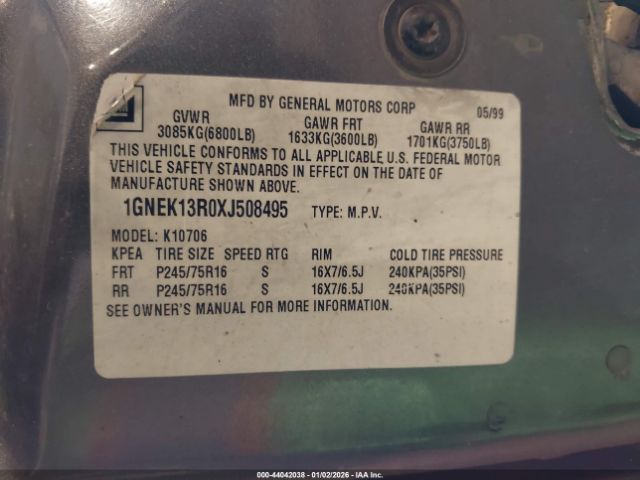 MFD BY GENERAL MOTORS CORP 05/99
GVWR GAWR FRT GAWR RR
3085KG(6800LB) 1633KG(3600LB) 1701KG(3750LB)
THIS VEHICLE CONFORMS TO ALL APPLICABLE U.S. FEDERAL MOTOR
VEHICLE SAFETY STANDARDS IN EFFECT ON THE DATE OF
MANUFACTURE SHOWN ABOVE.
1GNEK13R0XJ508495 TYPE: M.P.V.
MODEL: K10706
KPEA TIRE SIZE SPEED RTG RIM COLD TIRE PRESSURE
FRT P245/75R16 S 16X7/6.5J 240KPA(35PSI)
RR P245/75R16 S 16X7/6.5J 240KPA(35PSI)
SEE OWNER'S MANUAL FOR MORE INFORMATION.
000-44042038 - 01/02/2026 - IAAI.CA